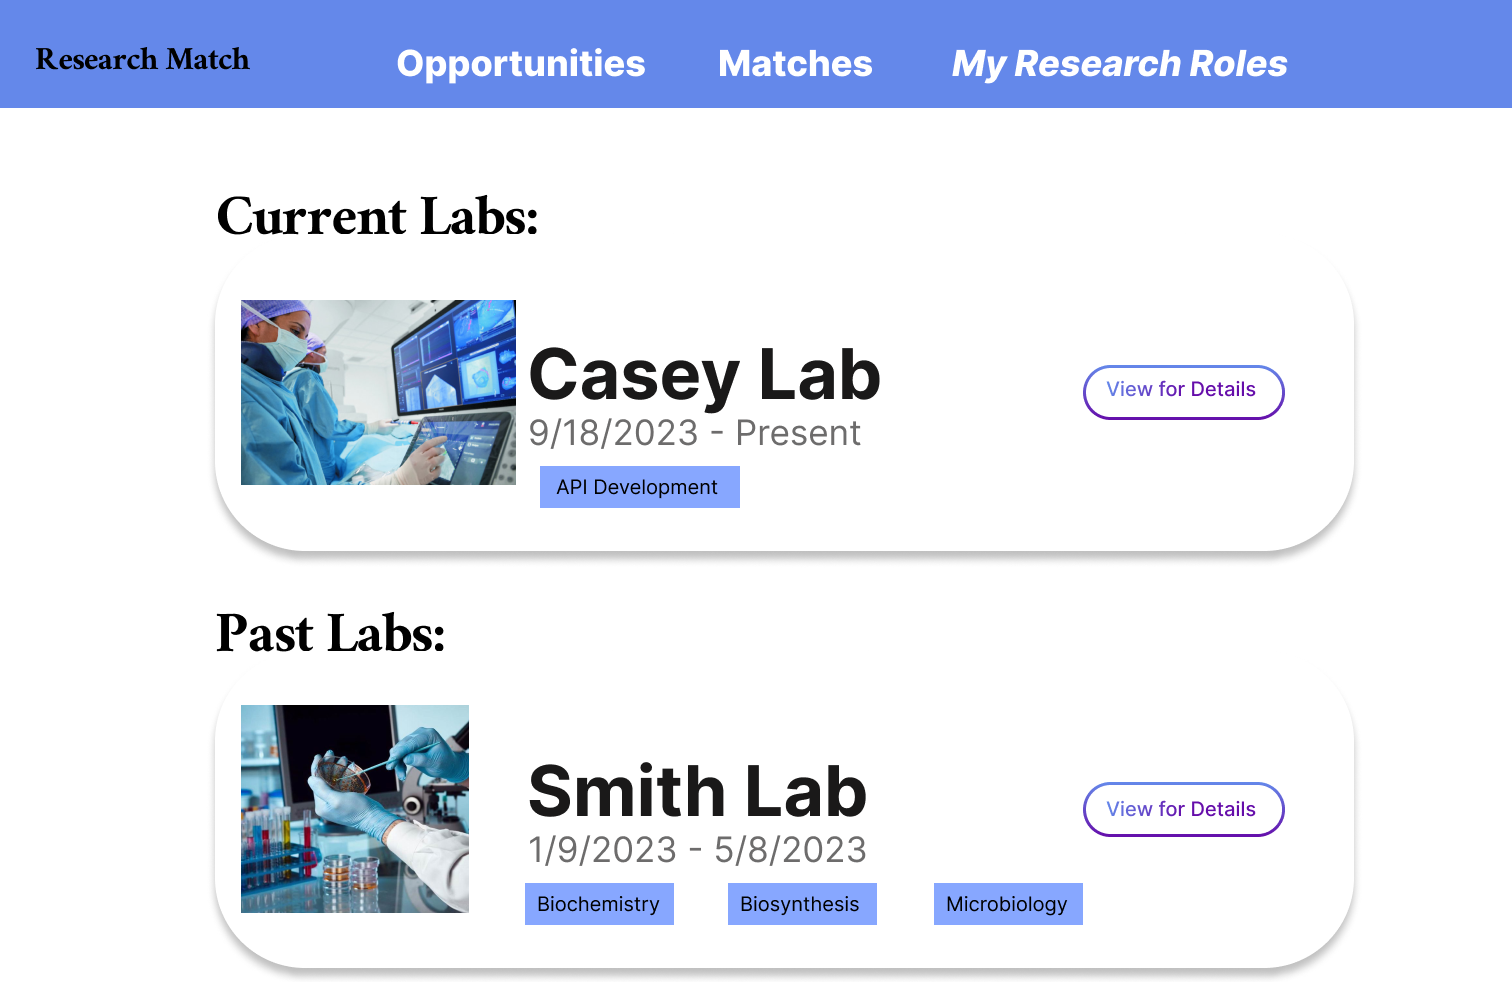 Research Match
Opportunities
Matches
My Research Roles
Current Labs:
Casey Lab
9/18/2023 - Present
API Development
View for Details
Past Labs:
Smith Lab
1/9/2023 - 5/8/2023
Biochemistry
Biosynthesis
Microbiology
View for Details